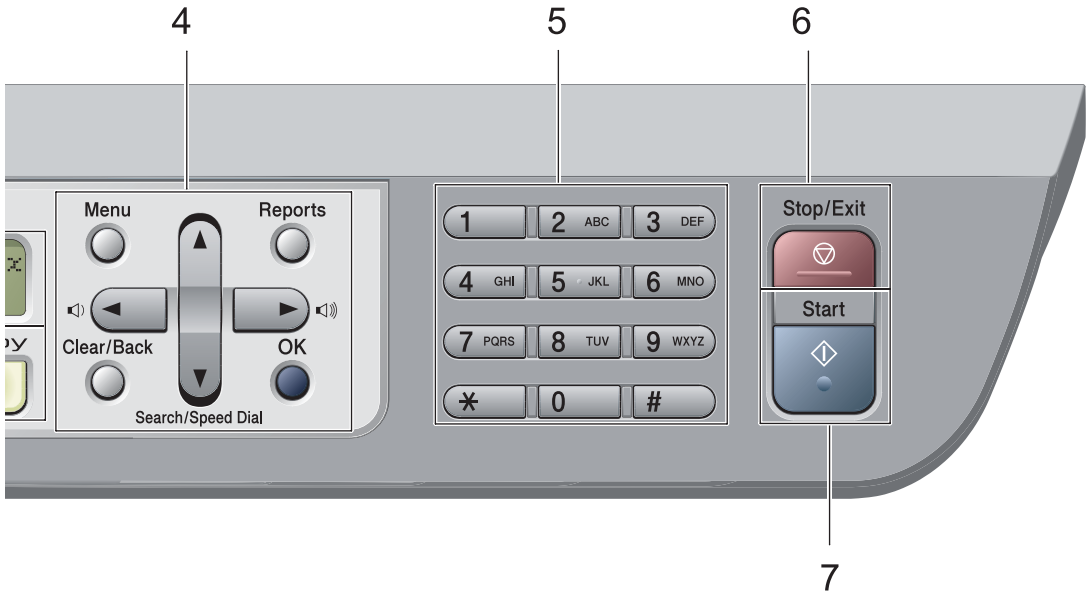 4 5 6
Menu Reports Stop/Exit
1 2 ABC 3 DEF
4 GHI 5 JKL 6 MNO
Start
Clear/Back OK
7 PQRS 8 TUV 9 WXYZ
* 0 #
Search/Speed Dial
7